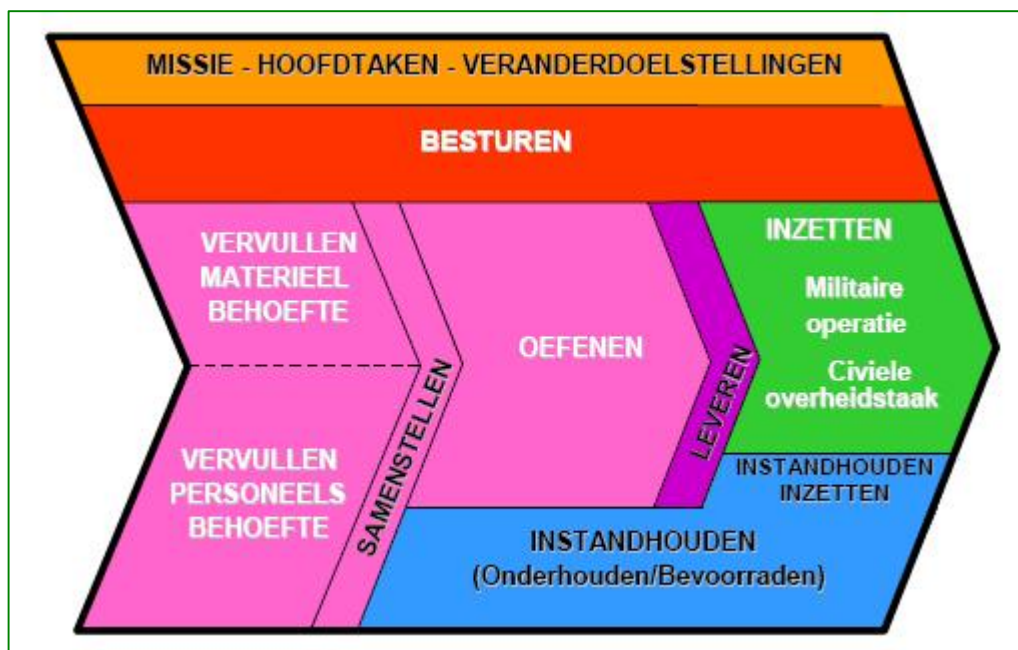 MISSIE - HOOFDTAKEN - VERANDERDOELSTELLINGEN
BESTUREN
VERVULLEN
MATERIEEL
BEHOEFTE
VERVULLEN
PERSONEELS
BEHOEFTE
SAMENSTELLEN
OEFENEN
LEVEREN
INZETTEN
Militaire
operatie
Civiele
overheidstaak
INSTANDHOUDEN
INZETTEN
INSTANDHOUDEN
(Onderhouden/Bevoorraden)